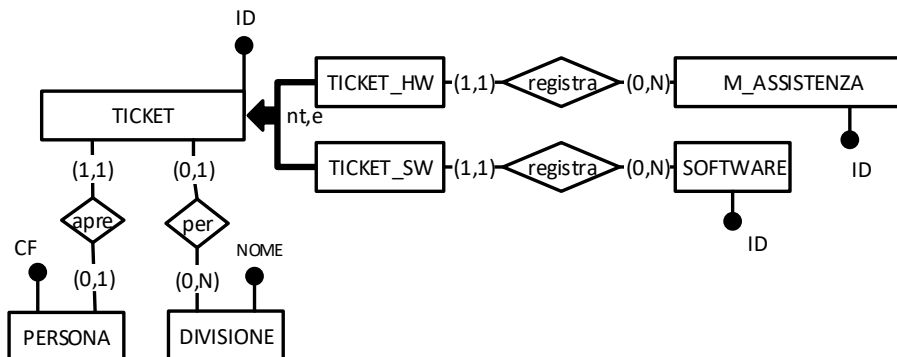 ID
TICKET_HW (1,1) registra (0,N) M_ASSISTENZA
TICKET
nt,e
(1,1) (0,1)
TICKET_SW (1,1) registra (0,N) SOFTWARE
ID
apre per
ID
CF NOME
(0,1) (0,N)
PERSONA DIVISIONE